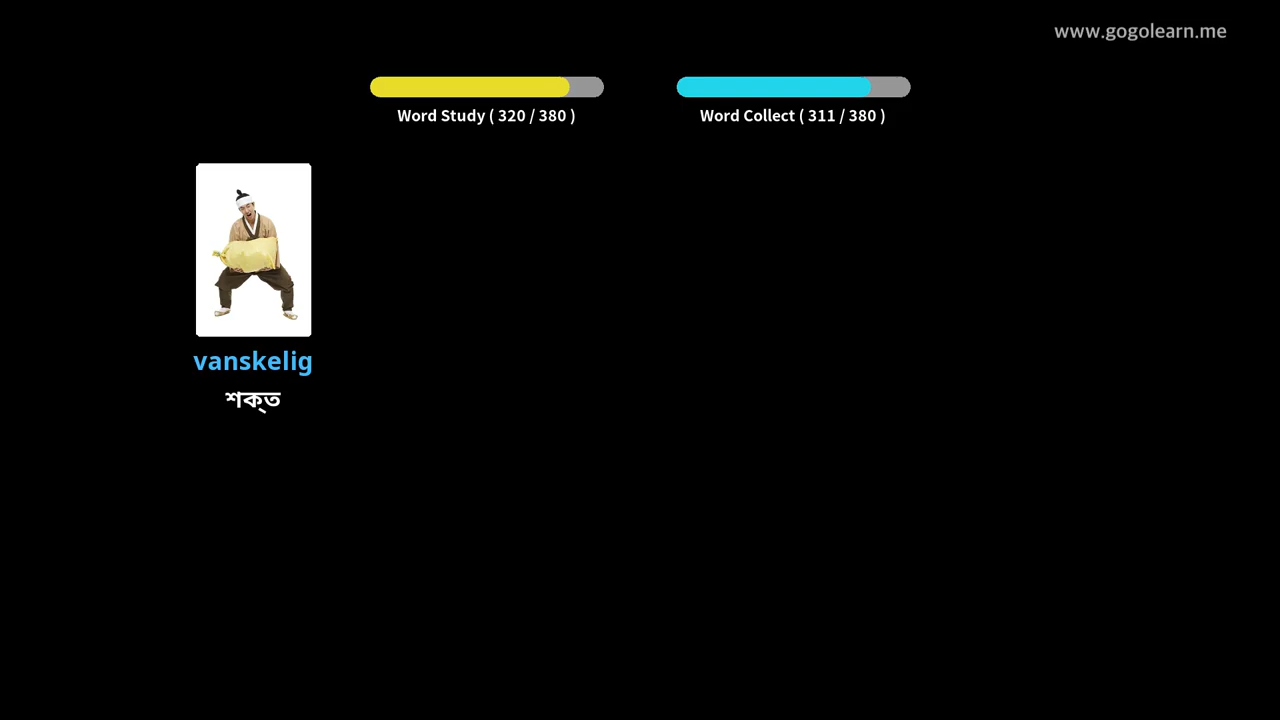 www.gogolearn.me
Word Study ( 320 / 380 )
Word Collect ( 311 / 380 )
vanskelig
শক্ত